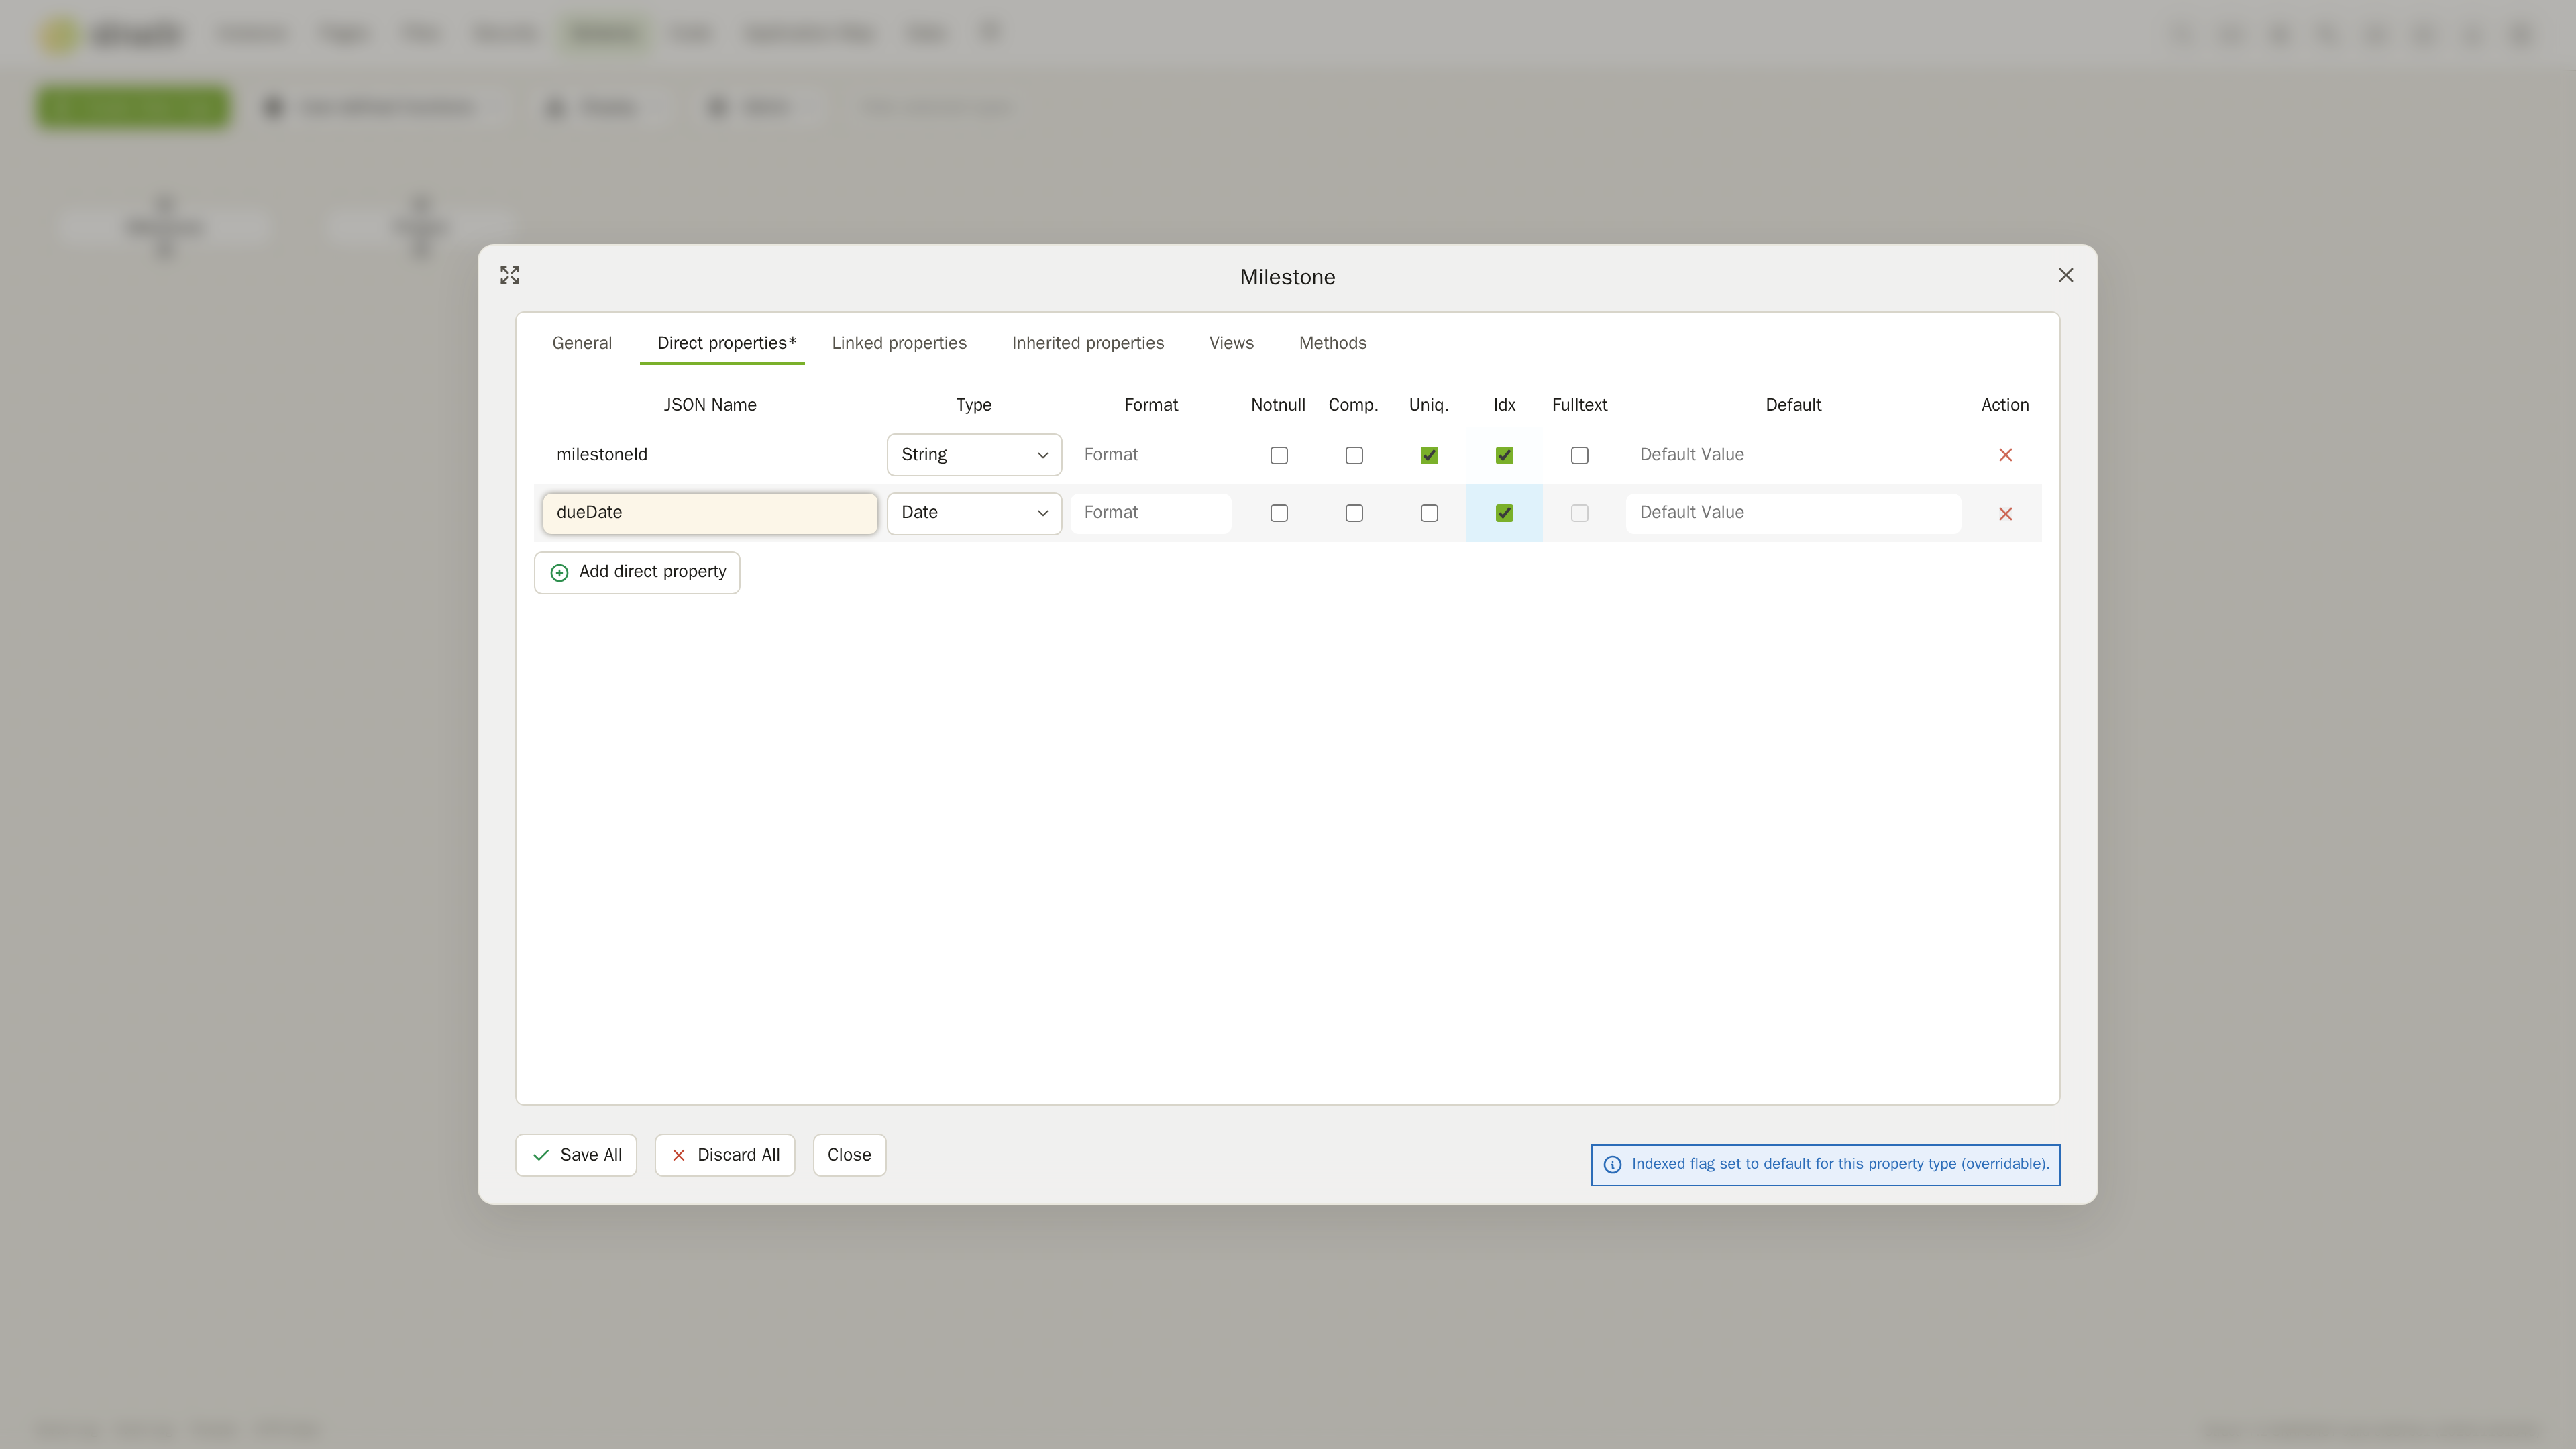 Milestone
General Direct properties* Linked properties Inherited properties Views Methods
JSON Name Type Format Notnull Comp. Uniq. Idx Fulltext Default Action
milestoneId String Format Default Value
dueDate Date Format Default Value
Add direct property
Save All Discard All Close
Indexed flag set to default for this property type (overridable).